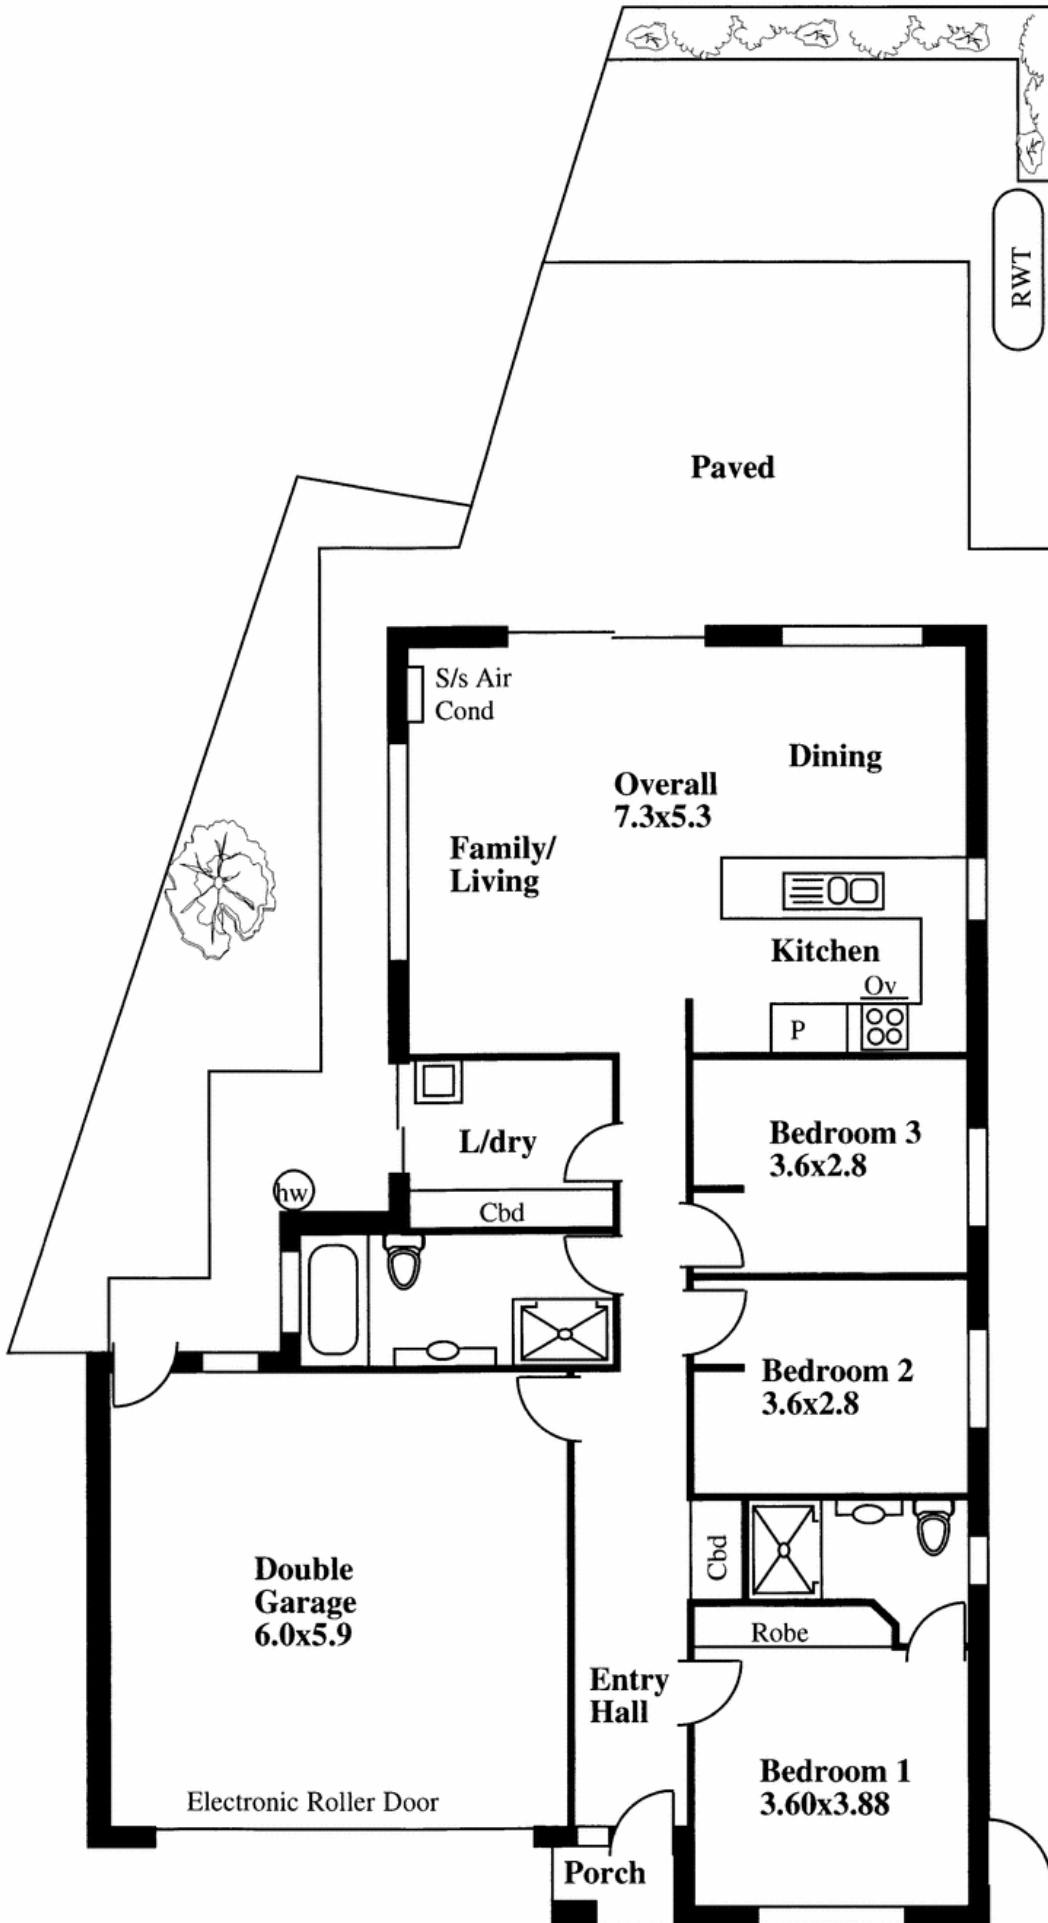 RWT
Paved
S/s Air
Cond
Dining
Overall
7.3x5.3
Family/
Living
Kitchen
Ov
P
Bedroom 3
3.6x2.8
L/dry
hw
Cbd
Bedroom 2
3.6x2.8
Cbd
Double
Garage
6.0x5.9
Robe
Entry
Hall
Bedroom 1
3.60x3.88
Electronic Roller Door
Porch